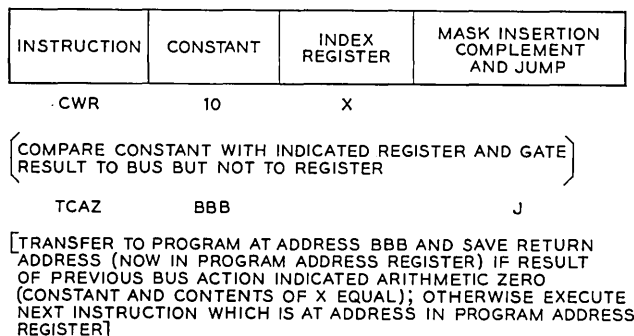 INSTRUCTION CONSTANT INDEX REGISTER MASK INSERTION COMPLEMENT AND JUMP
CWR 10 X
(COMPARE CONSTANT WITH INDICATED REGISTER AND GATE
RESULT TO BUS BUT NOT TO REGISTER)
TCAZ BBB J
[TRANSFER TO PROGRAM AT ADDRESS BBB AND SAVE RETURN
ADDRESS (NOW IN PROGRAM ADDRESS REGISTER) IF RESULT
OF PREVIOUS BUS ACTION INDICATED ARITHMETIC ZERO
(CONSTANT AND CONTENTS OF X EQUAL); OTHERWISE EXECUTE
NEXT INSTRUCTION WHICH IS AT ADDRESS IN PROGRAM ADDRESS
REGISTER]